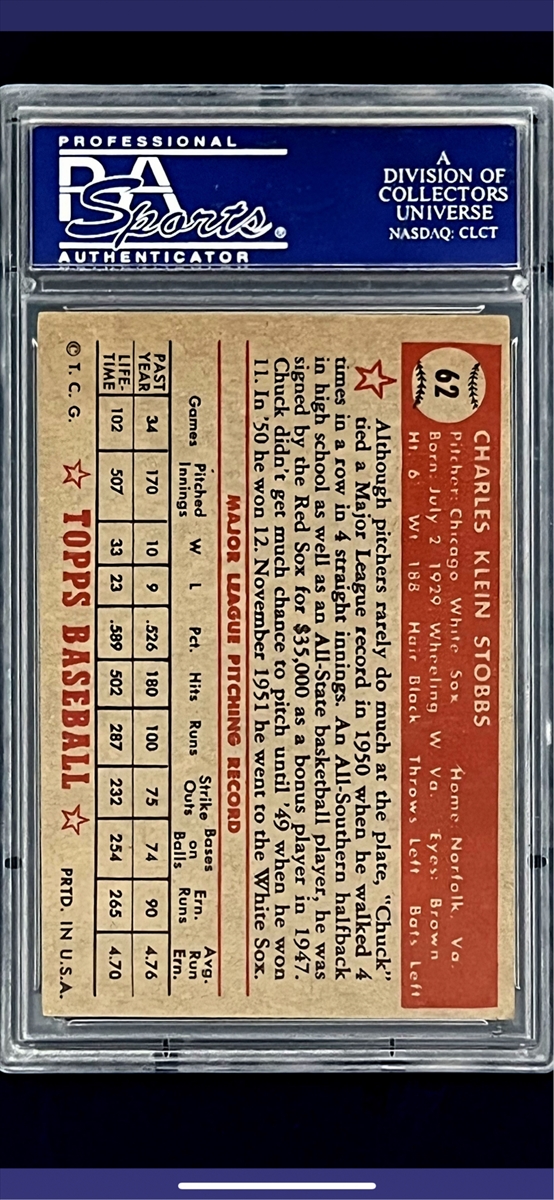 PROFESSIONAL
PSA
Sports®
AUTHENTICATOR
A
DIVISION OF
COLLECTORS
UNIVERSE
NASDAQ: CLCT
62
CHARLES KLEIN STOBBS
Pitcher: Chicago White Sox Home: Norfolk, Va.
Born: July 2 1929, Wheeling W Va. Eyes: Brown
Ht. 6' Wt 188 Hair Black Throws Left Bats Left
Although pitchers rarely do much at the plate, "Chuck"
tied a Major League record in 1950 when he walked 4
times in a row in 4 straight innings. An All-Southern halfback
in high school as well as an All-State basketball player, he was
signed by the Red Sox for $35,000 as a bonus player in 1947.
Chuck didn't get much chance to pitch until '49 when he won
11. In '50 he won 12. November 1951 he went to the White Sox.
MAJOR LEAGUE PITCHING RECORD
Games Pitched Innings W L Pct. Hits Runs Strike Outs Bases on Balls Ern. Runs Avg. Run Ern.
PAST YEAR 34 170 10 9 .526 180 100 75 74 90 4.76
LIFE-TIME 102 507 33 23 .589 502 287 232 254 265 4.70
© T. C. G. TOPPS BASEBALL PRTD. IN U.S.A.